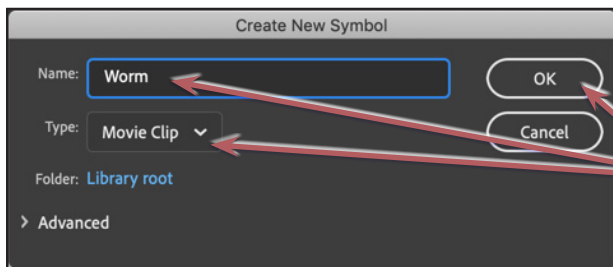 Create New Symbol
Name: Worm OK
Type: Movie Clip Cancel
Folder: Library root
> Advanced